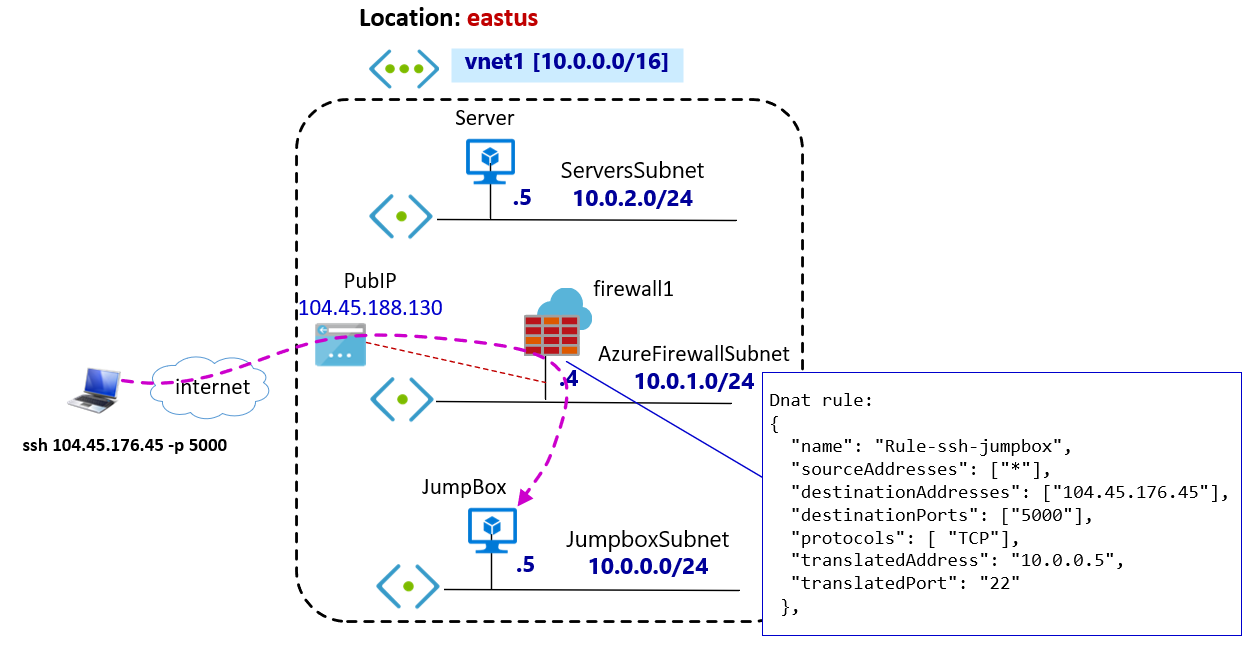 Location: eastus
vnet1 [10.0.0.0/16]
Server
ServersSubnet
.5
10.0.2.0/24
PubIP
104.45.188.130
firewall1
AzureFirewallSubnet
.4
10.0.1.0/24
internet
ssh 104.45.176.45 -p 5000
JumpBox
JumpboxSubnet
.5
10.0.0.0/24
Dnat rule:
{
"name": "Rule-ssh-jumpbox",
"sourceAddresses": ["*"],
"destinationAddresses": ["104.45.176.45"],
"destinationPorts": ["5000"],
"protocols": [ "TCP"],
"translatedAddress": "10.0.0.5",
"translatedPort": "22"
},